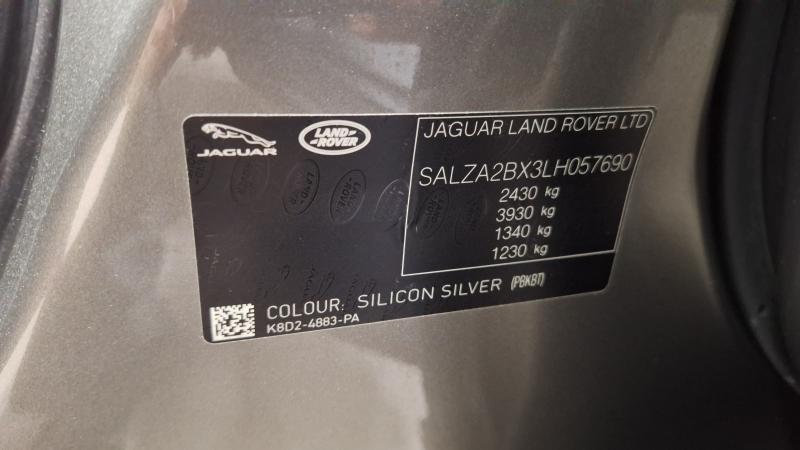 JAGUAR
LAND
ROVER
JAGUAR LAND ROVER LTD
SALZA2BX3LH057690
2430 kg
3930 kg
1340 kg
1230 kg
COLOUR: SILICON SILVER (PBKBT)
K8D2-4883-PA